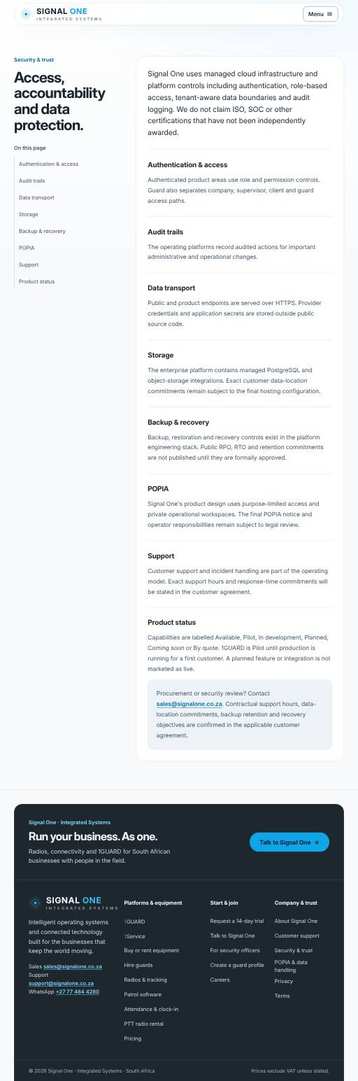 SIGNAL ONE
INTEGRATED SYSTEMS
Menu
Security & trust
Access,
accountability
and data
protection.
On this page
Authentication & access
Audit trails
Data transport
Storage
Backup & recovery
POPIA
Support
Product status
Signal One uses managed cloud infrastructure and
platform controls including authentication, role-based
access, tenant-aware data boundaries and audit
logging. We do not claim ISO, SOC or other
certifications that have not been independently
awarded.
Authentication & access
Authenticated product areas use role and permission controls.
Guard also separates company, supervisor, client and guard
access paths.
Audit trails
The operating platforms record audited actions for important
administrative and operational changes.
Data transport
Public and product endpoints are served over HTTPS. Provider
credentials and application secrets are stored outside public
source code.
Storage
The enterprise platform contains managed PostgreSQL and
object-storage integrations. Exact customer data-location
commitments remain subject to the final hosting configuration.
Backup & recovery
Backup, restoration and recovery controls exist in the platform
engineering stack. Public RPO, RTO and retention commitments
are not published until they are formally approved.
POPIA
Signal One's product design uses purpose-limited access and
private operational workspaces. The final POPIA notice and
operator responsibilities remain subject to legal review.
Support
Customer support and incident handling are part of the operating
model. Exact support hours and response-time commitments will
be stated in the customer agreement.
Product status
Capabilities are labelled Available, Pilot, In development, Planned,
Coming soon or By quote. 1GUARD is Pilot until production is
running for a first customer. A planned feature or integration is not
marketed as live.
Procurement or security review? Contact
sales@signalone.co.za. Contractual support hours, data-
location commitments, backup retention and recovery
objectives are confirmed in the applicable customer
agreement.
Signal One · Integrated Systems
Run your business. As one.
Radios, connectivity and 1GUARD for South African
businesses with people in the field.
Talk to Signal One →
SIGNAL ONE
INTEGRATED SYSTEMS
Intelligent operating systems
and connected technology
built for the businesses that
keep the world moving.
Sales sales@signalone.co.za
Support
support@signalone.co.za
WhatsApp +27 77 464 4260
Platforms & equipment
1GUARD
1Service
Buy or rent equipment
Hire guards
Radios & tracking
Patrol software
Attendance & clock-in
PTT radio rental
Pricing
Start & join
Request a 14-day trial
Talk to Signal One
For security officers
Create a guard profile
Careers
Company & trust
About Signal One
Customer support
Security & trust
POPIA & data
handling
Privacy
Terms
© 2026 Signal One · Integrated Systems · South Africa
Prices exclude VAT unless stated.